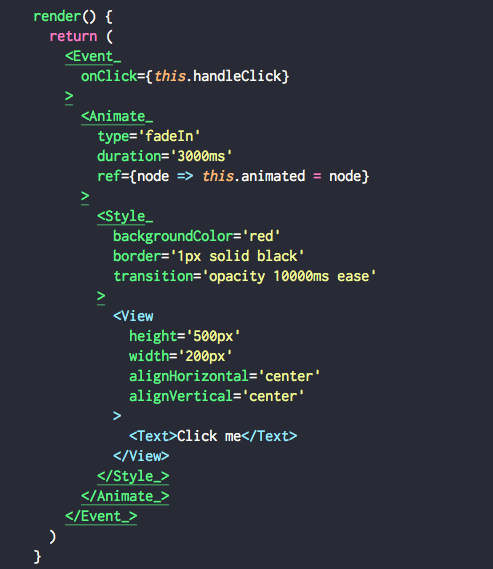 render() {
  return (
    <Event_
      onClick={this.handleClick}
    >
      <Animate_
        type='fadeIn'
        duration='3000ms'
        ref={node => this.animated = node}
      >
        <Style_
          backgroundColor='red'
          border='1px solid black'
          transition='opacity 10000ms ease'
        >
          <View
            height='500px'
            width='200px'
            alignHorizontal='center'
            alignVertical='center'
          >
            <Text>Click me</Text>
          </View>
        </Style_>
      </Animate_>
    </Event_>
  )
}